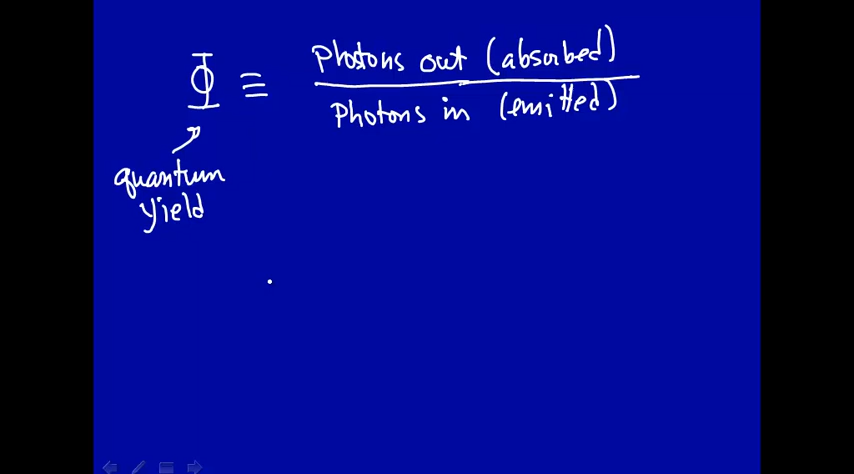 Φ ≡ Photons out (absorbed)
Photons in (emitted)
quantum
yield